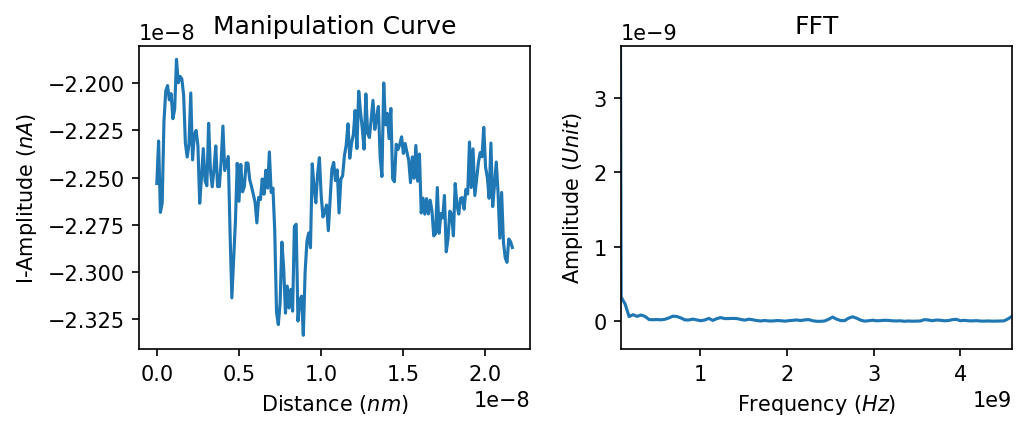 Manipulation Curve
1e−8
−2.200
−2.225
−2.250
−2.275
−2.300
−2.325
I-Amplitude (nA)
0.0 0.5 1.0 1.5 2.0
1e−8
Distance (nm)
FFT
1e−9
3
2
1
0
Amplitude (Unit)
1 2 3 4
1e9
Frequency (Hz)